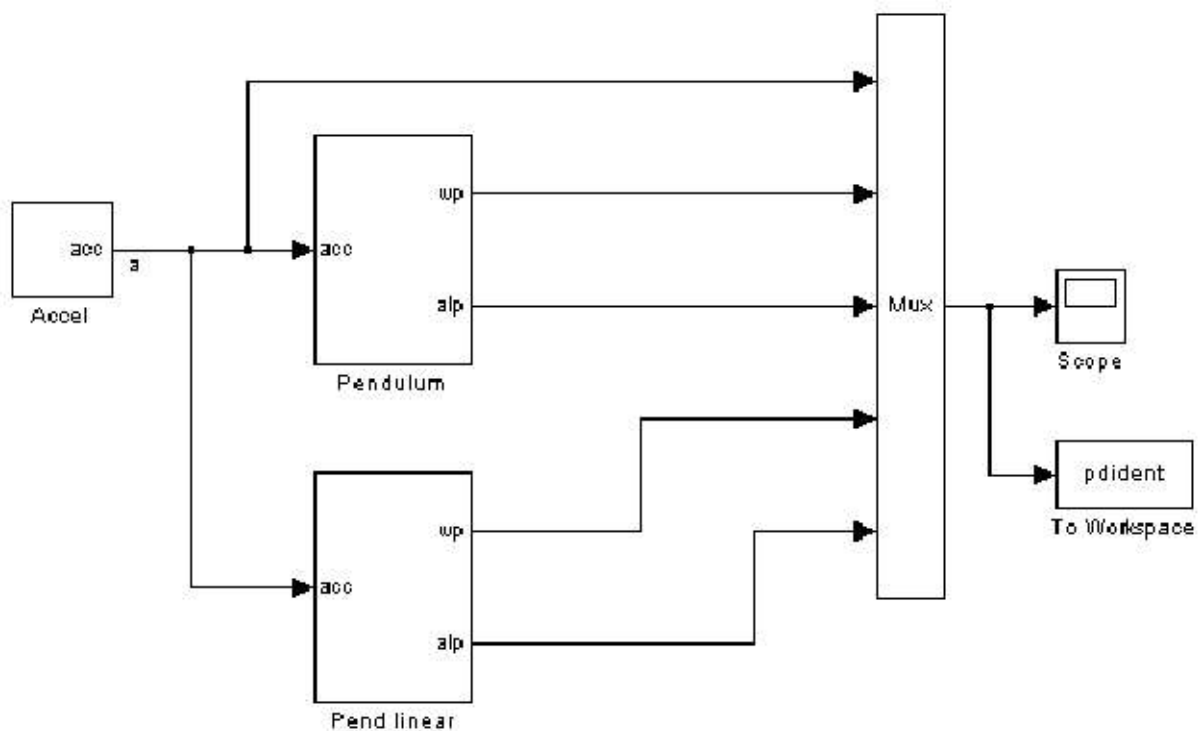 wp
acc
a
Accel
acc
alp
Pendulum
Mux
Scope
pdident
To Workspace
wp
acc
alp
Pend linear